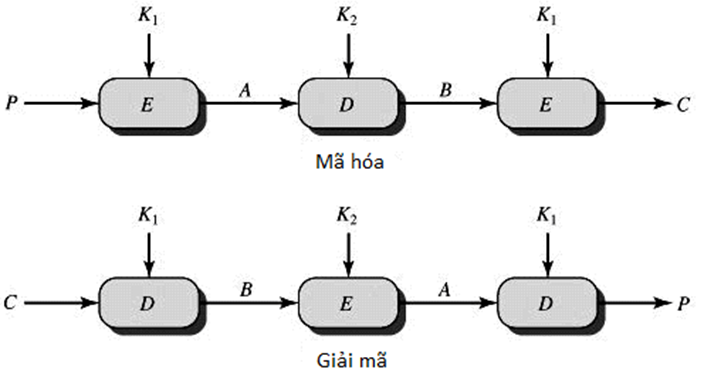 K₁ K₂ K₁
P E A D B E C
Mã hóa
K₁ K₂ K₁
C D B E A D P
Giải mã